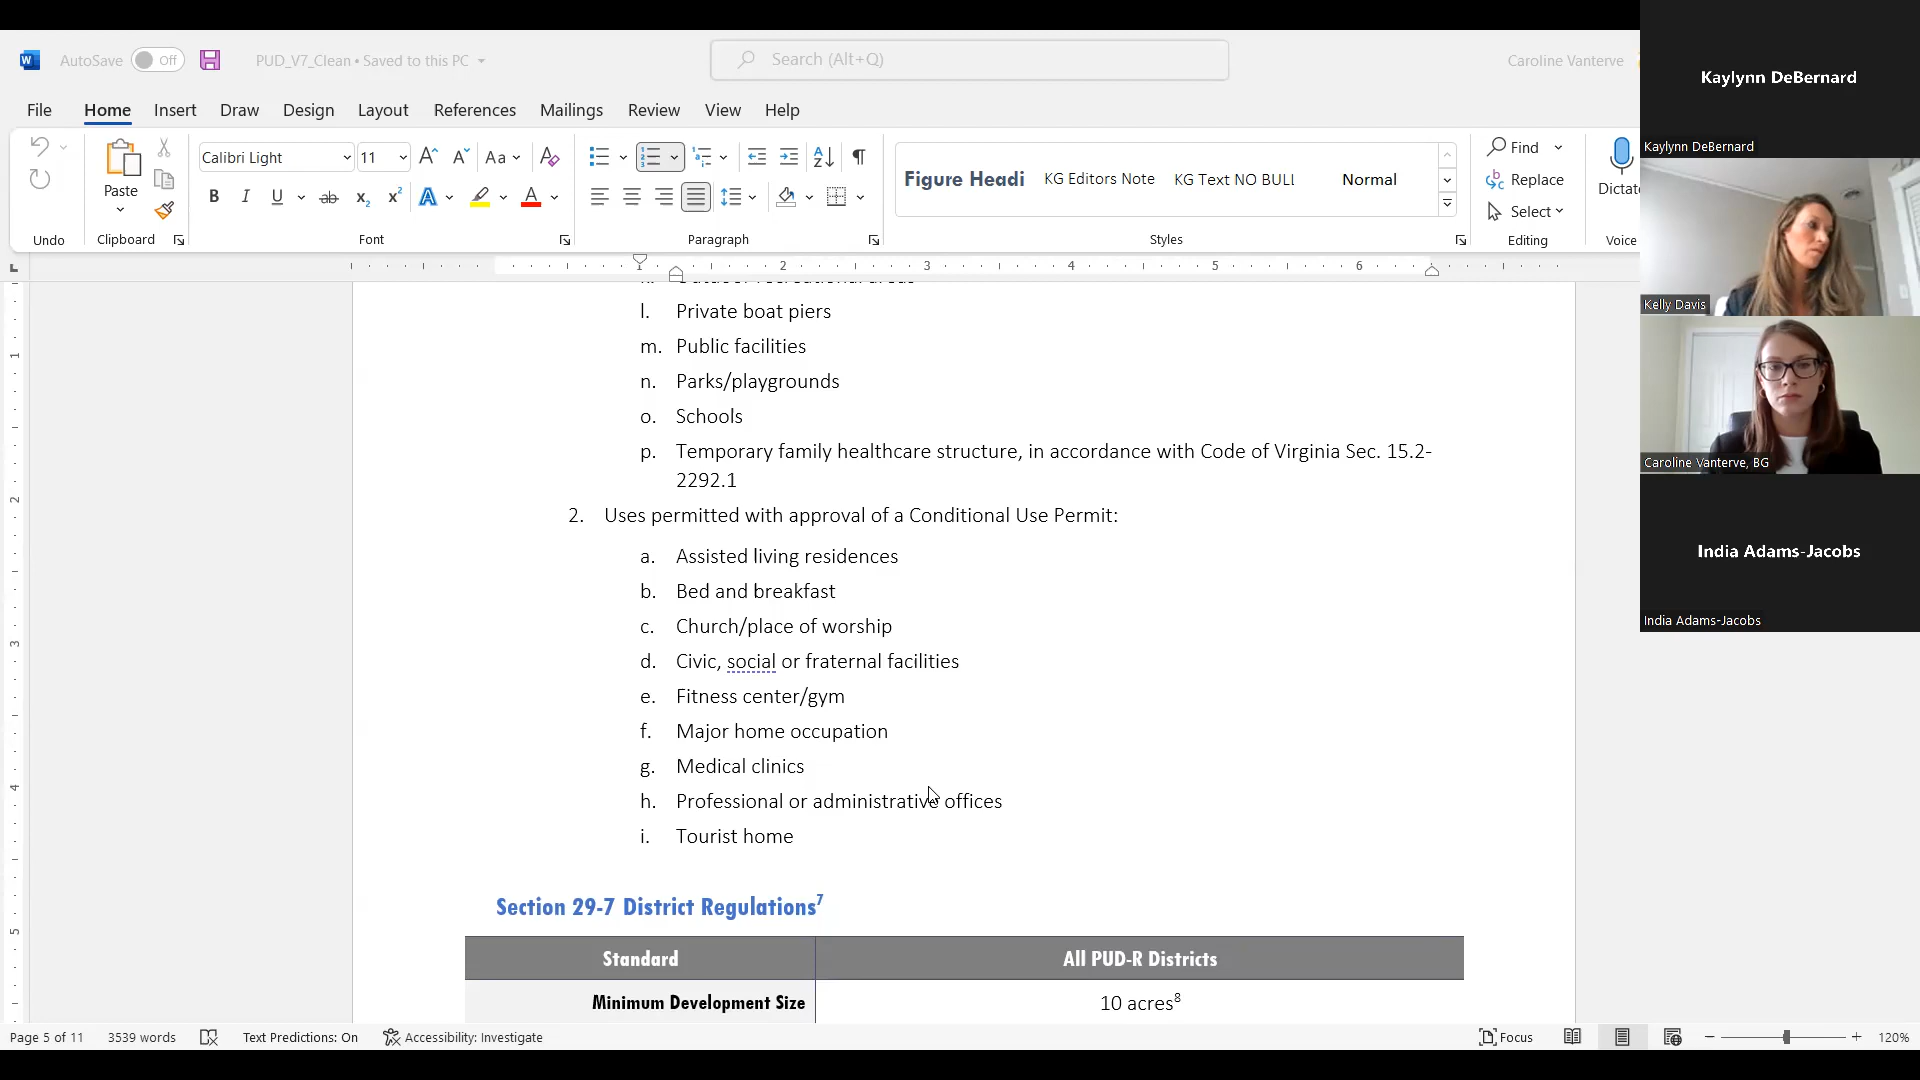 AutoSave Off PUD_V7_Clean • Saved to this PC Search (Alt+Q) Caroline Vanterve
File Home Insert Draw Design Layout References Mailings Review View Help
Calibri Light 11 Figure Headi KG Editors Note KG Text NO BULL Normal
Paste Find Replace Select Dictate
Undo Clipboard Font Paragraph Styles Editing Voice
1 2 3 4 5 6
l. Private boat piers
m. Public facilities
n. Parks/playgrounds
o. Schools
p. Temporary family healthcare structure, in accordance with Code of Virginia Sec. 15.2-
2292.1
2. Uses permitted with approval of a Conditional Use Permit:
a. Assisted living residences
b. Bed and breakfast
c. Church/place of worship
d. Civic, social or fraternal facilities
e. Fitness center/gym
f. Major home occupation
g. Medical clinics
h. Professional or administrative offices
i. Tourist home
Section 29-7 District Regulations7
Standard All PUD-R Districts
Minimum Development Size 10 acres8
Page 5 of 11 3539 words Text Predictions: On Accessibility: Investigate Focus 120%
Kaylynn DeBernard
Kaylynn DeBernard
Kelly Davis
Caroline Vanterve, BG
India Adams-Jacobs
India Adams-Jacobs